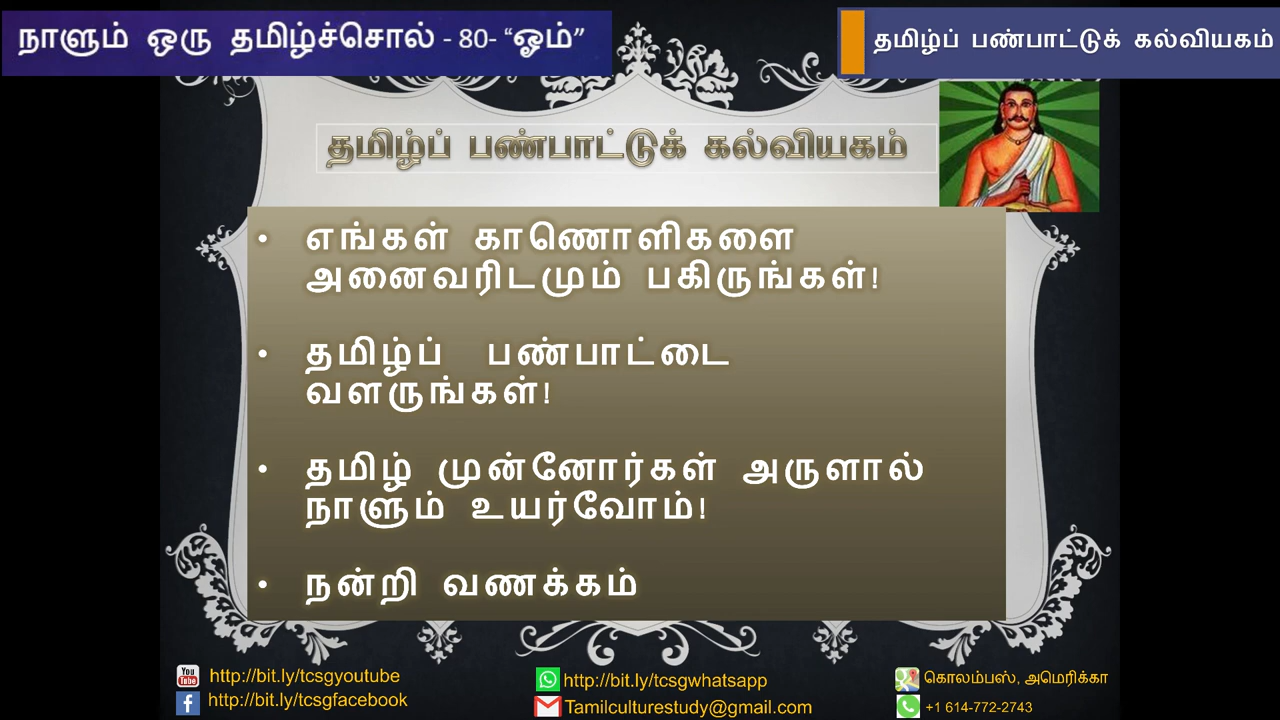 நாளும் ஒரு தமிழ்ச்சொல் - 80- “ஓம்”
தமிழ்ப் பண்பாட்டுக் கல்வியகம்
தமிழ்ப் பண்பாட்டுக் கல்வியகம்
• எங்கள் காணொளிகளை
அனைவரிடமும் பகிருங்கள்!
• தமிழ்ப் பண்பாட்டை
வளருங்கள்!
• தமிழ் முன்னோர்கள் அருளால்
நாளும் உயர்வோம்!
• நன்றி வணக்கம்
You Tube http://bit.ly/tcsgyoutube
http://bit.ly/tcsgwhatsapp
கொலம்பஸ், அமெரிக்கா
http://bit.ly/tcsgfacebook
Tamilculturestudy@gmail.com
+1 614-772-2743